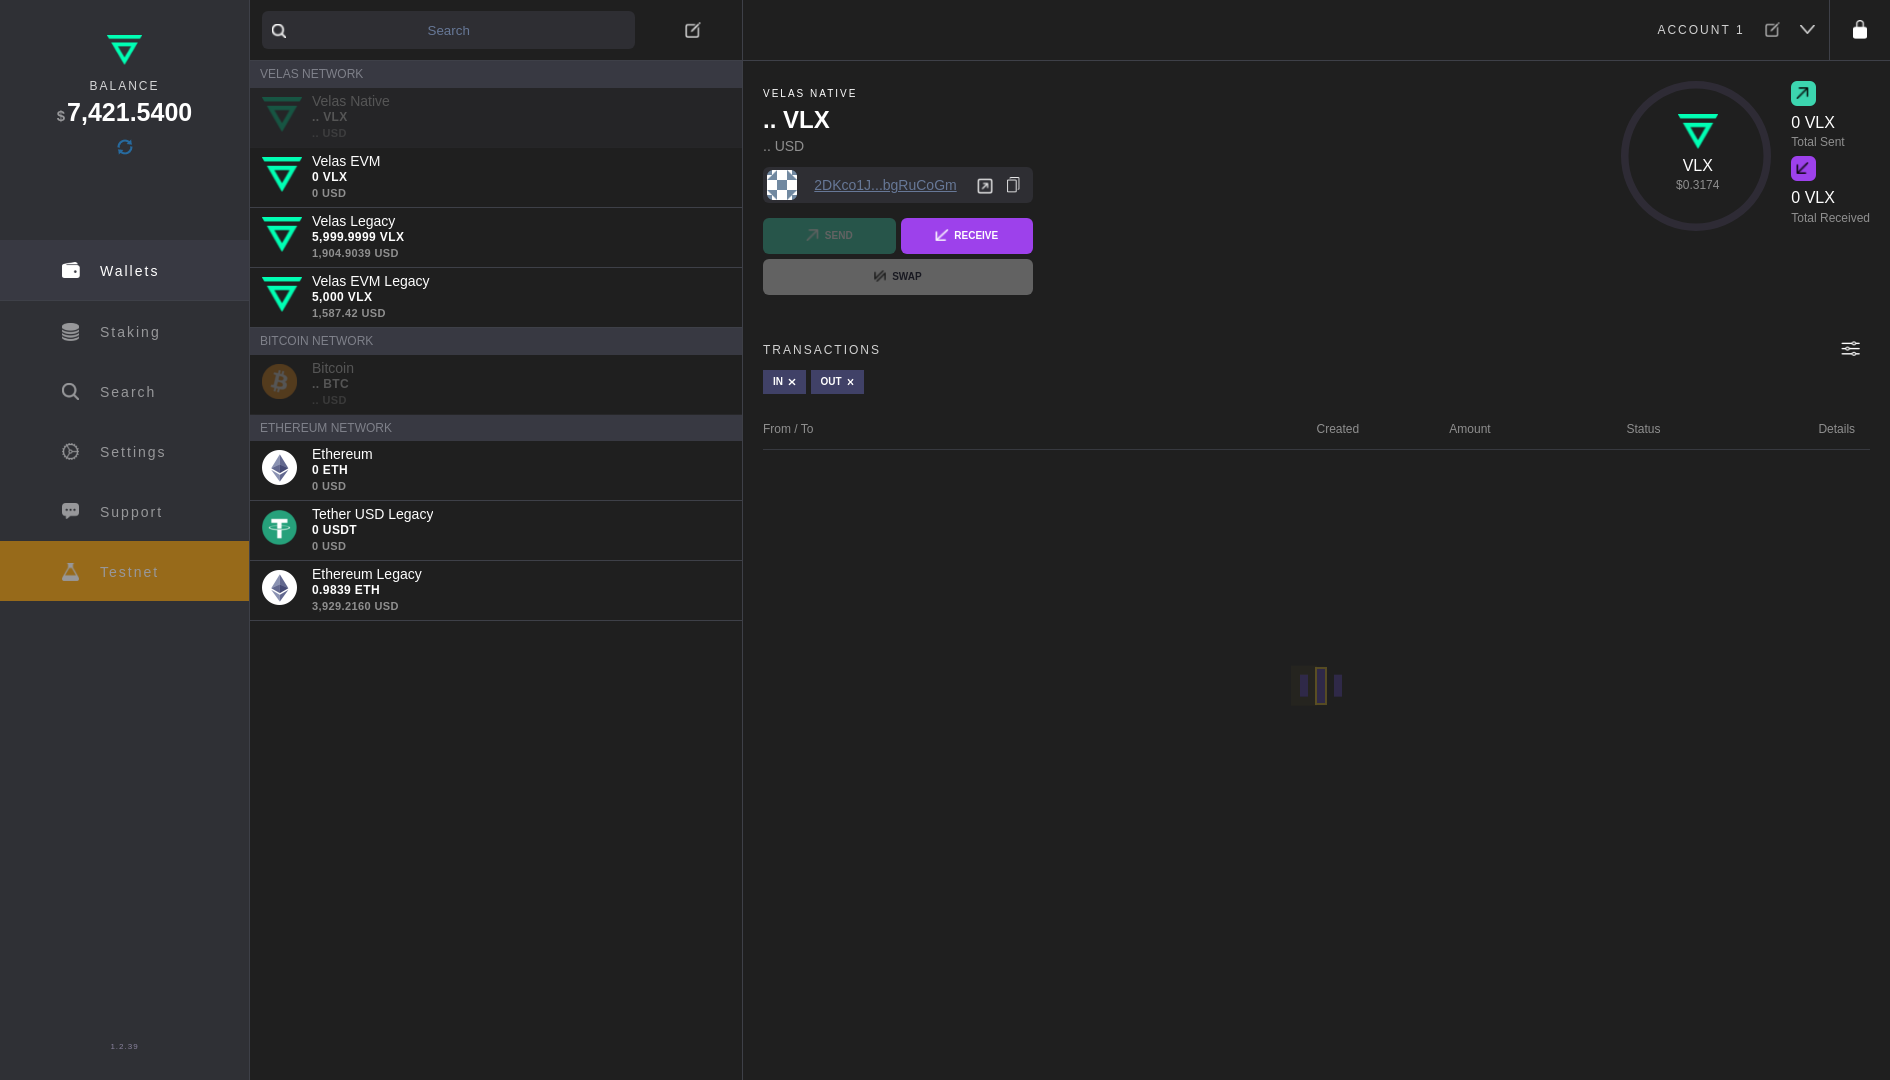 BALANCE
$7,421.5400
Wallets
Staking
Search
Settings
Support
Testnet
1.2.39
Search
VELAS NETWORK
Velas Native
.. VLX
.. USD
Velas EVM
0 VLX
0 USD
Velas Legacy
5,999.9999 VLX
1,904.9039 USD
Velas EVM Legacy
5,000 VLX
1,587.42 USD
BITCOIN NETWORK
Bitcoin
.. BTC
.. USD
ETHEREUM NETWORK
Ethereum
0 ETH
0 USD
Tether USD Legacy
0 USDT
0 USD
Ethereum Legacy
0.9839 ETH
3,929.2160 USD
ACCOUNT 1
VELAS NATIVE
.. VLX
.. USD
2DKco1J...bgRuCoGm
SEND
RECEIVE
SWAP
VLX
$0.3174
0 VLX
Total Sent
0 VLX
Total Received
TRANSACTIONS
IN ×
OUT ×
From / To Created Amount Status Details